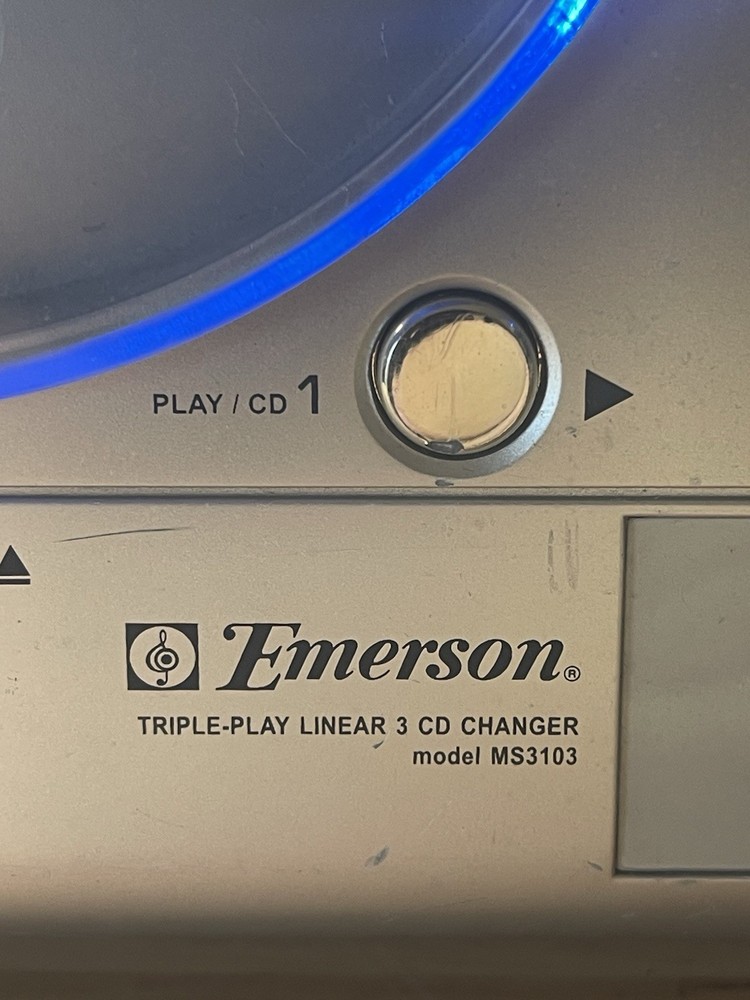 PLAY / CD 1
Emerson®
TRIPLE-PLAY LINEAR 3 CD CHANGER
model MS3103